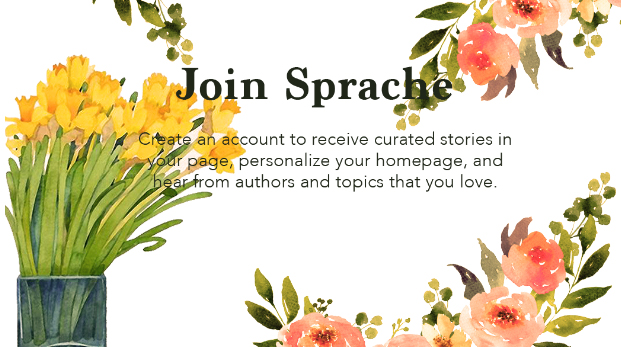 Join Sprache
Create an account to receive curated stories in
your page, personalize your homepage, and
hear from authors and topics that you love.